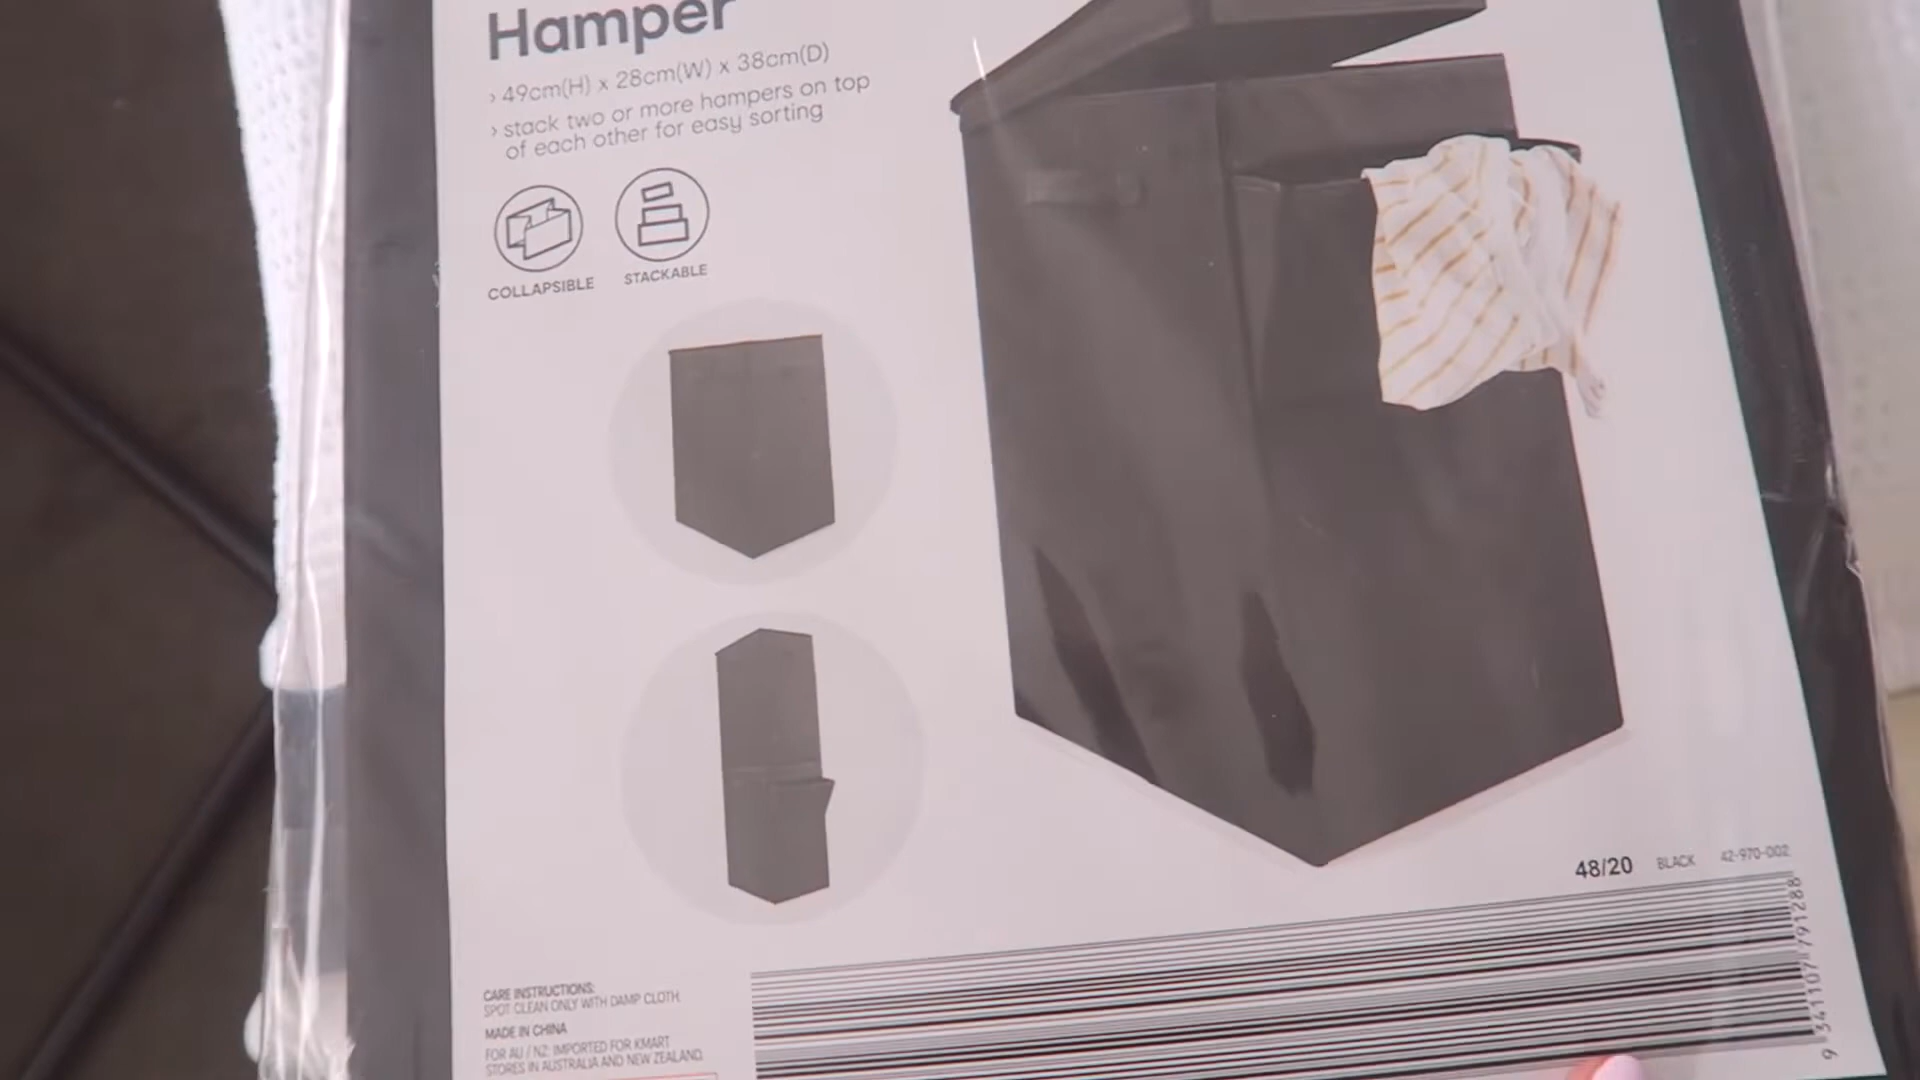 Hamper
› 49cm(H) x 28cm(W) x 38cm(D)
› stack two or more hampers on top
of each other for easy sorting
COLLAPSIBLE
STACKABLE
48/20 BLACK 42-970-002
CARE INSTRUCTIONS:
SPOT CLEAN ONLY WITH DAMP CLOTH.
MADE IN CHINA
FOR AU / NZ: IMPORTED FOR KMART
STORES IN AUSTRALIA AND NEW ZEALAND.
9 341107 791288